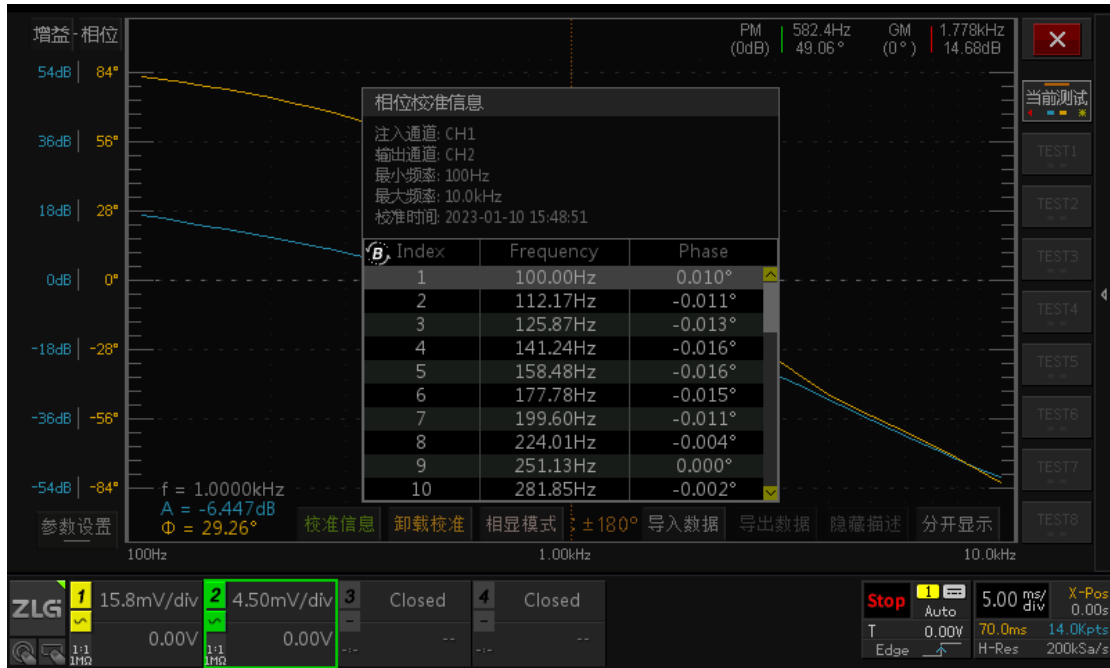 增益-相位
PM (0dB) 582.4Hz 49.06°
GM (0°) 1.778kHz 14.68dB
54dB 84°
36dB 56°
18dB 28°
0dB 0°
-18dB -28°
-36dB -56°
-54dB -84°
参数设置
相位校准信息
注入通道: CH1
输出通道: CH2
最小频率: 100Hz
最大频率: 10.0kHz
校准时间: 2023-01-10 15:48:51
B Index Frequency Phase
1 100.00Hz 0.010°
2 112.17Hz -0.011°
3 125.87Hz -0.013°
4 141.24Hz -0.016°
5 158.48Hz -0.016°
6 177.78Hz -0.015°
7 199.60Hz -0.011°
8 224.01Hz -0.004°
9 251.13Hz 0.000°
10 281.85Hz -0.002°
f = 1.0000kHz
A = -6.447dB
Φ = 29.26°
校准信息 卸载校准 相显模式 : ±180° 导入数据 导出数据 隐藏描述 分开显示
100Hz 1.00kHz 10.0kHz
当前测试
TEST1
TEST2
TEST3
TEST4
TEST5
TEST6
TEST7
TEST8
ZLG
1 15.8mV/div
0.00V
1:1
1MΩ
2 4.50mV/div
0.00V
1:1
1MΩ
3 Closed
--
-:-
4 Closed
--
-:-
Stop 1 Auto
T 0.00V
Edge
5.00 ms/div X-Pos 0.00s
70.0ms 14.0Kpts
H-Res 200kSa/s